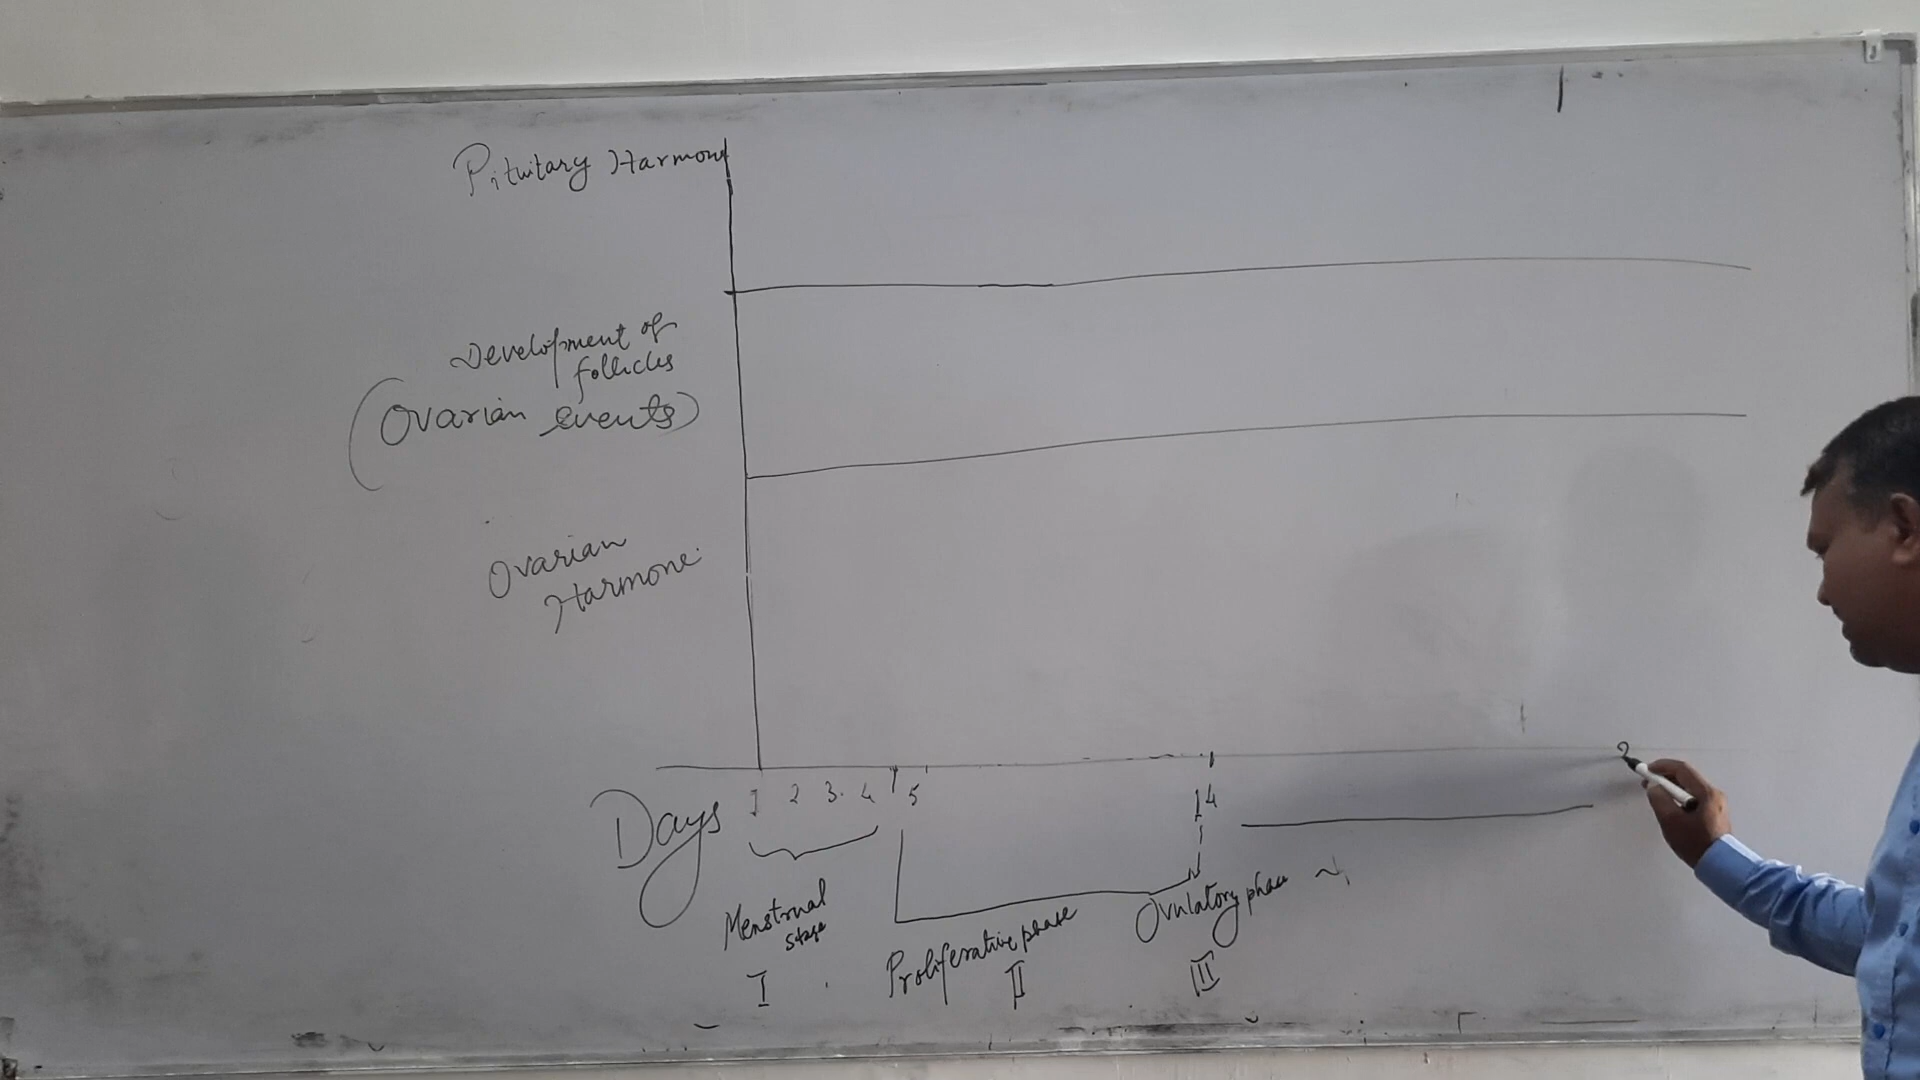 Pituitary Harmone
Development of
follicles
(Ovarian events)
Ovarian
Harmone
Days 1 2 3. 4 5 14
Menstrual
stage
I
Proliferative phase
II
Ovulatory phase
III